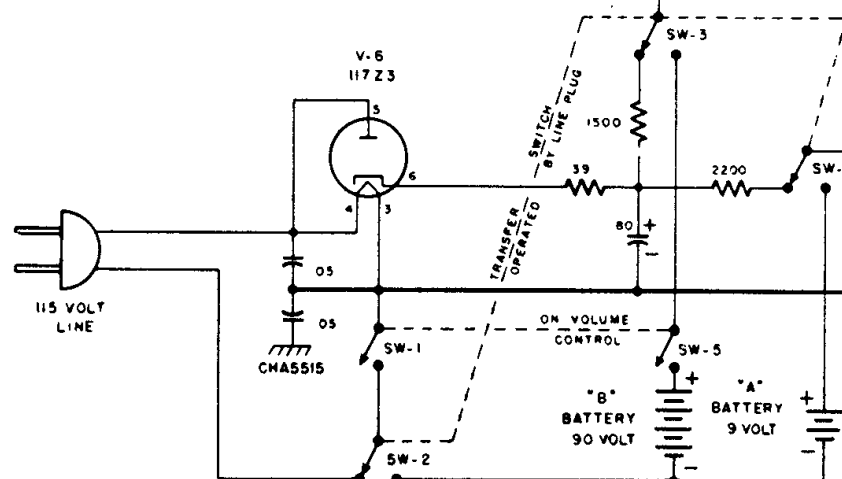 SW-3
V-6
117Z3
5
1500
SWITCH
BY LINE PLUG
6
39
2200
SW-
4
3
80
+
-
TRANSFER
OPERATED
05
115 VOLT
LINE
05
ON VOLUME
CONTROL
CHASSIS
SW-1
SW-5
+
"B"
BATTERY
90 VOLT
-
"A"
BATTERY
9 VOLT
+
-
SW-2